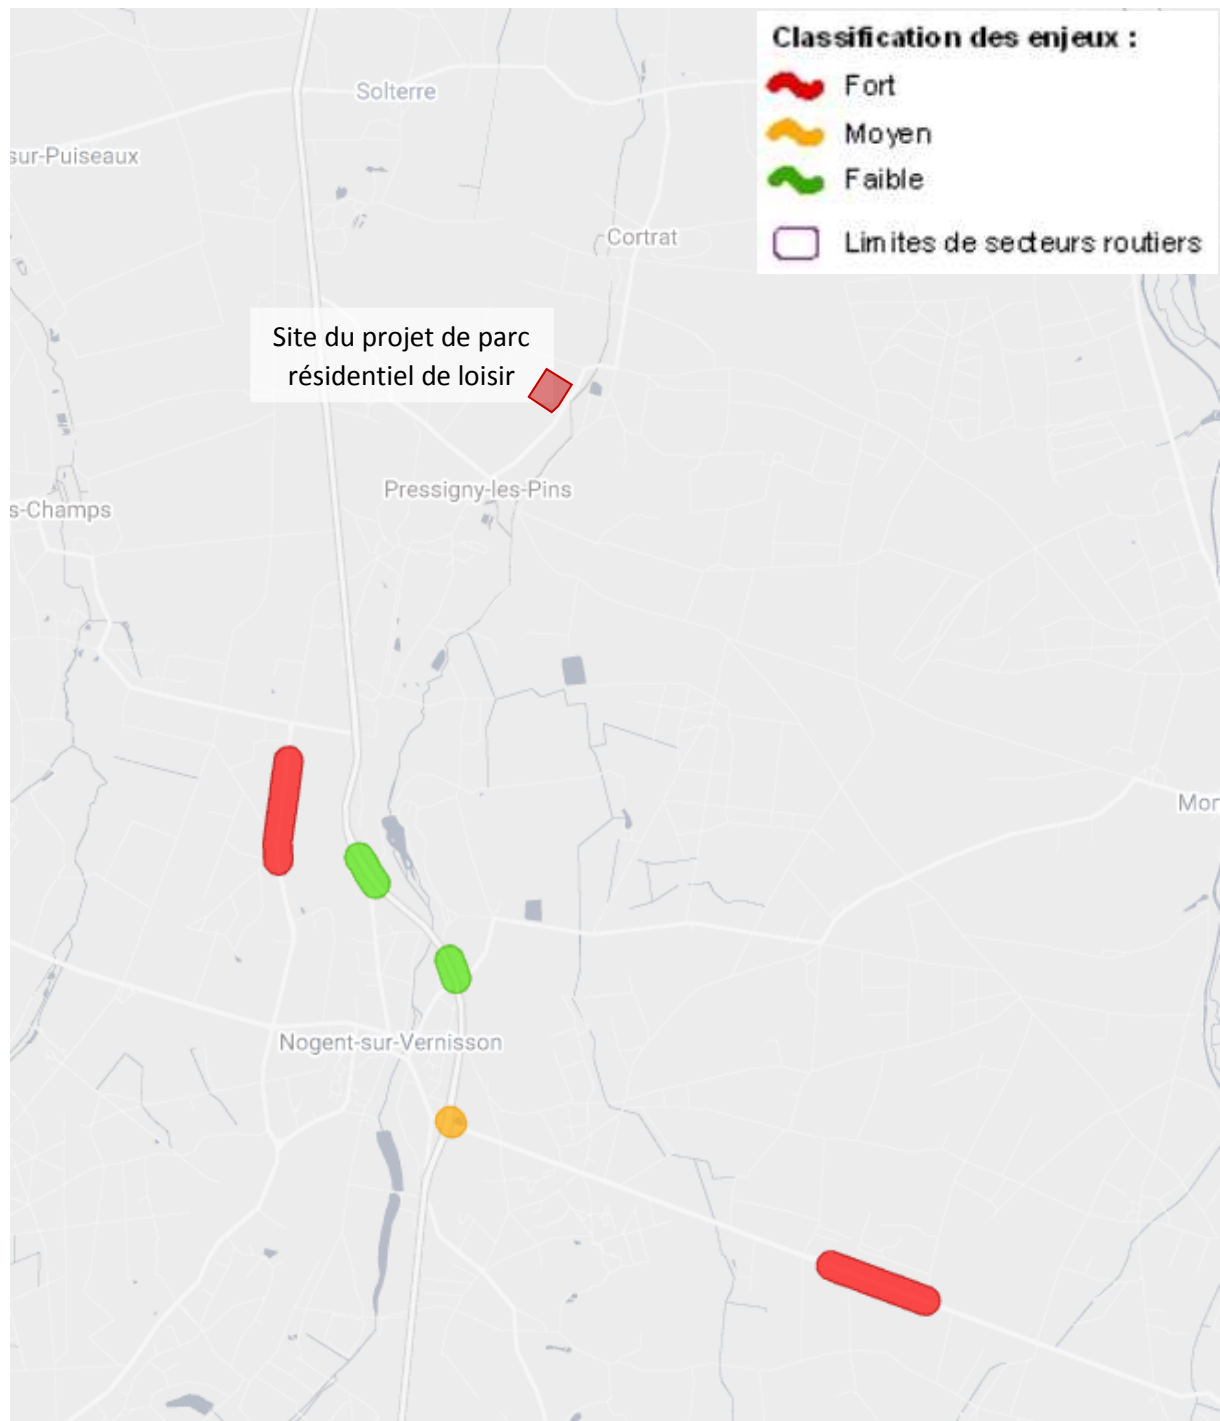 Classification des enjeux :
Fort
Moyen
Faible
Limites de secteurs routiers
Solterre
sur-Puiseaux
Cortrat
Site du projet de parc
résidentiel de loisir
Pressigny-les-Pins
s-Champs
Mor
Nogent-sur-Vernisson